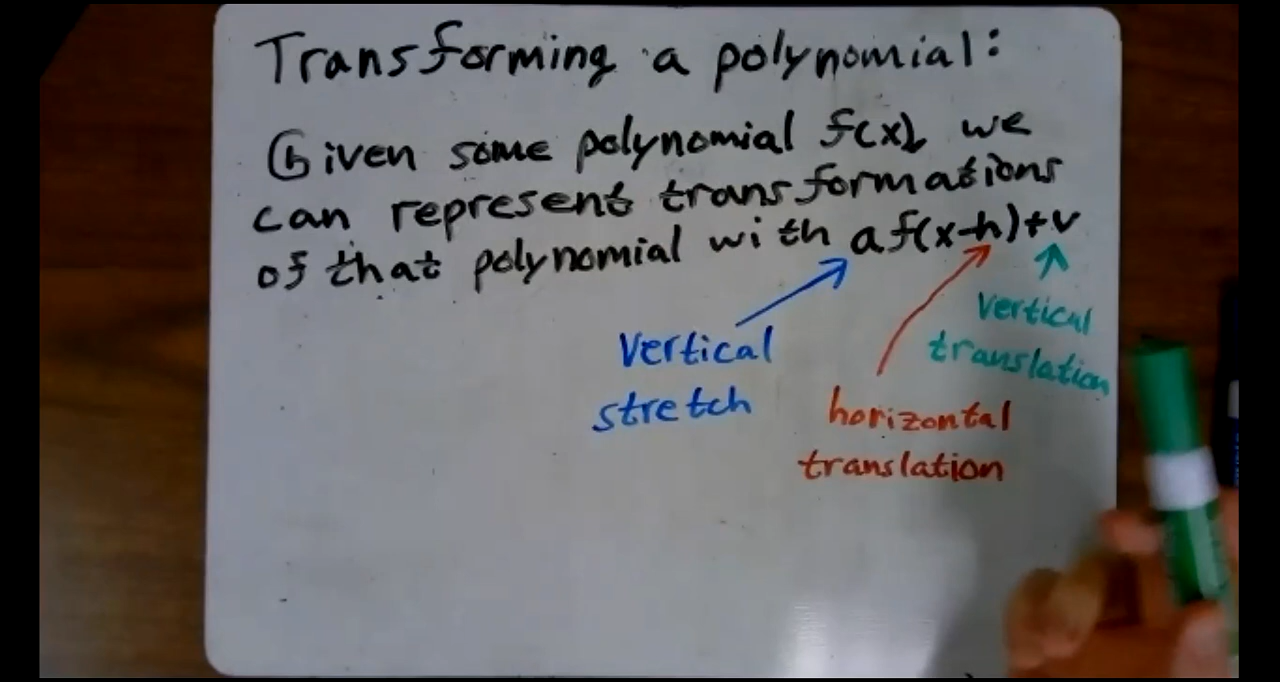 Transforming a polynomial:
Given some polynomial f(x), we
can represent transformations
of that polynomial with a f(x-h)+v
vertical
translation
vertical
stretch
horizontal
translation